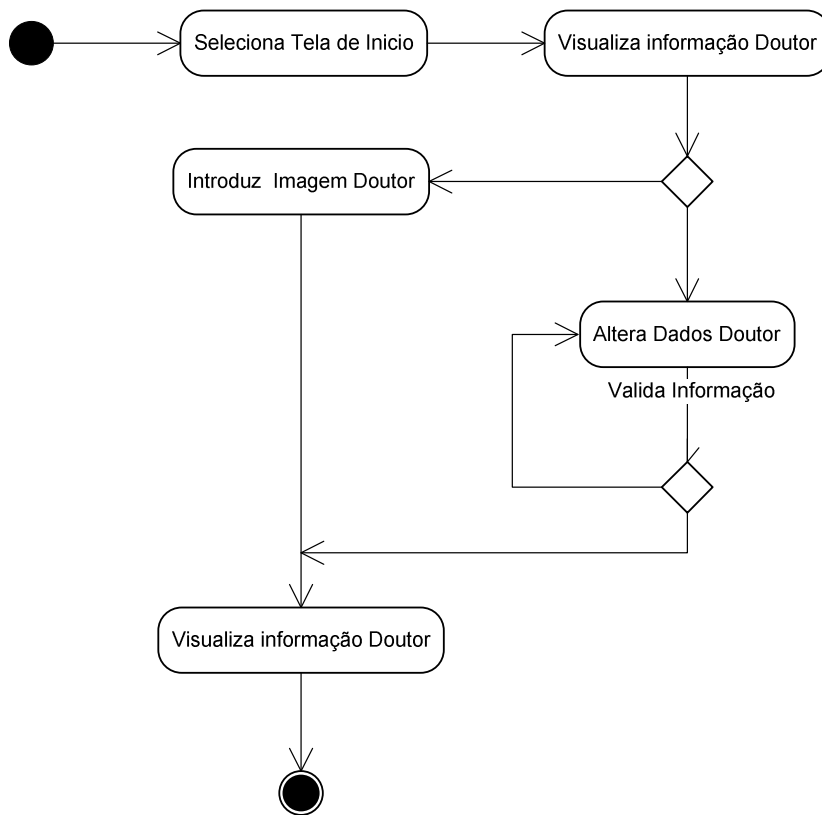 Seleciona Tela de Inicio
Visualiza informação Doutor
Introduz Imagem Doutor
Altera Dados Doutor
Valida Informação
Visualiza informação Doutor